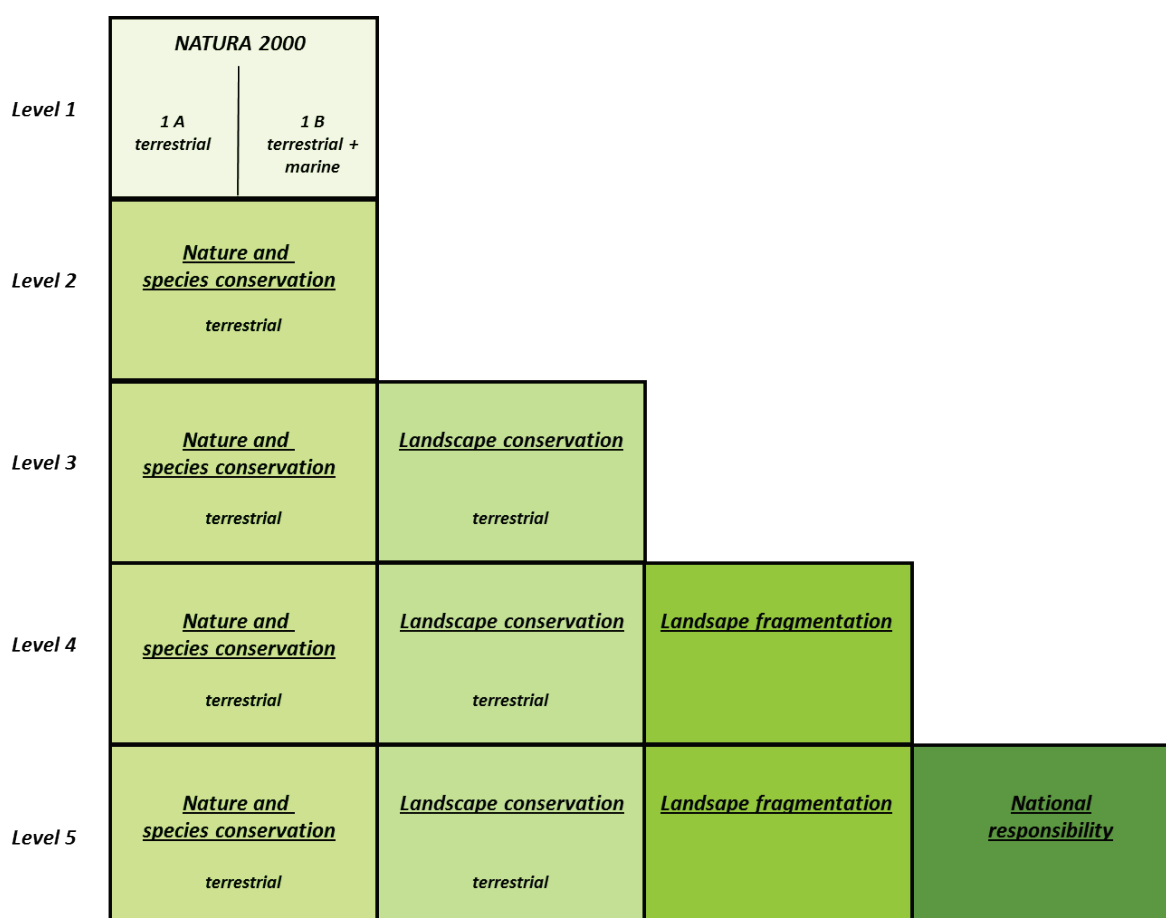 NATURA 2000
Level 1
1 A
terrestrial
1 B
terrestrial +
marine
Level 2
Nature and
species conservation
terrestrial
Level 3
Nature and
species conservation
terrestrial
Landscape conservation
terrestrial
Level 4
Nature and
species conservation
terrestrial
Landscape conservation
terrestrial
Landsape fragmentation
Level 5
Nature and
species conservation
terrestrial
Landscape conservation
terrestrial
Landsape fragmentation
National
responsibility